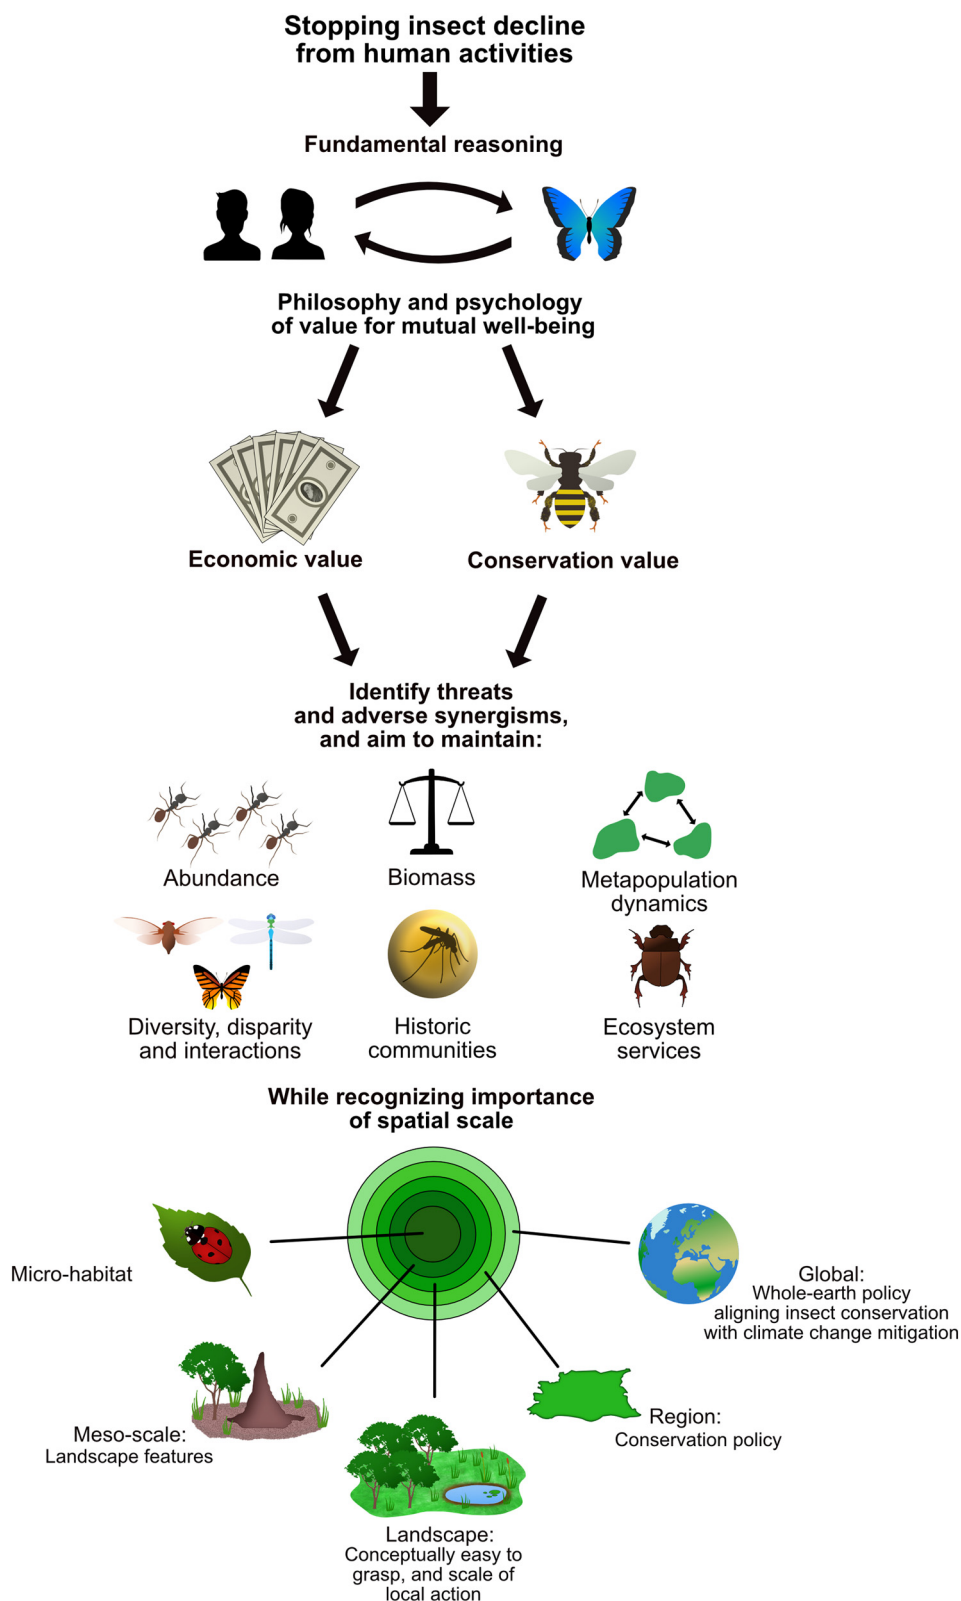 Stopping insect decline
from human activities
Fundamental reasoning
Philosophy and psychology
of value for mutual well-being
Economic value
Conservation value
Identify threats
and adverse synergisms,
and aim to maintain:
Abundance
Biomass
Metapopulation
dynamics
Diversity, disparity
and interactions
Historic
communities
Ecosystem
services
While recognizing importance
of spatial scale
Micro-habitat
Global:
Whole-earth policy
aligning insect conservation
with climate change mitigation
Meso-scale:
Landscape features
Region:
Conservation policy
Landscape:
Conceptually easy to
grasp, and scale of
local action